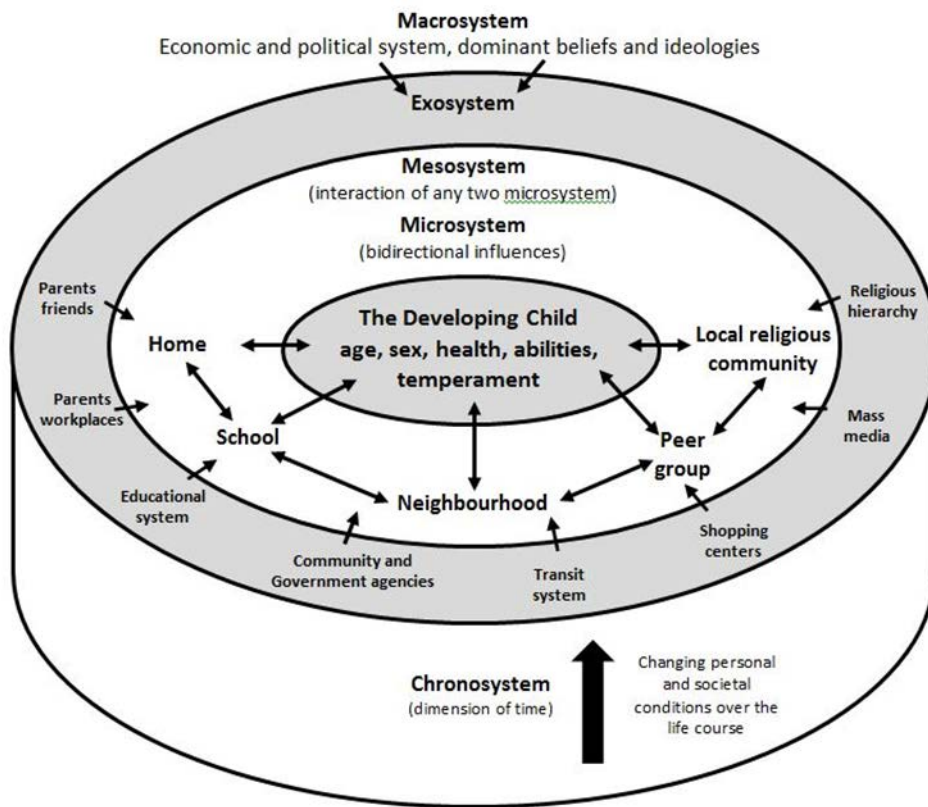 Macrosystem
Economic and political system, dominant beliefs and ideologies
Exosystem
Mesosystem
(interaction of any two microsystem)
Microsystem
(bidirectional influences)
Parents
friends
Religious
hierarchy
The Developing Child
age, sex, health, abilities,
temperament
Home
Local religious
community
Parents
workplaces
Mass
media
School
Peer
group
Educational
system
Neighbourhood
Shopping
centers
Community and
Government agencies
Transit
system
Chronosystem
(dimension of time)
Changing personal
and societal
conditions over the
life course